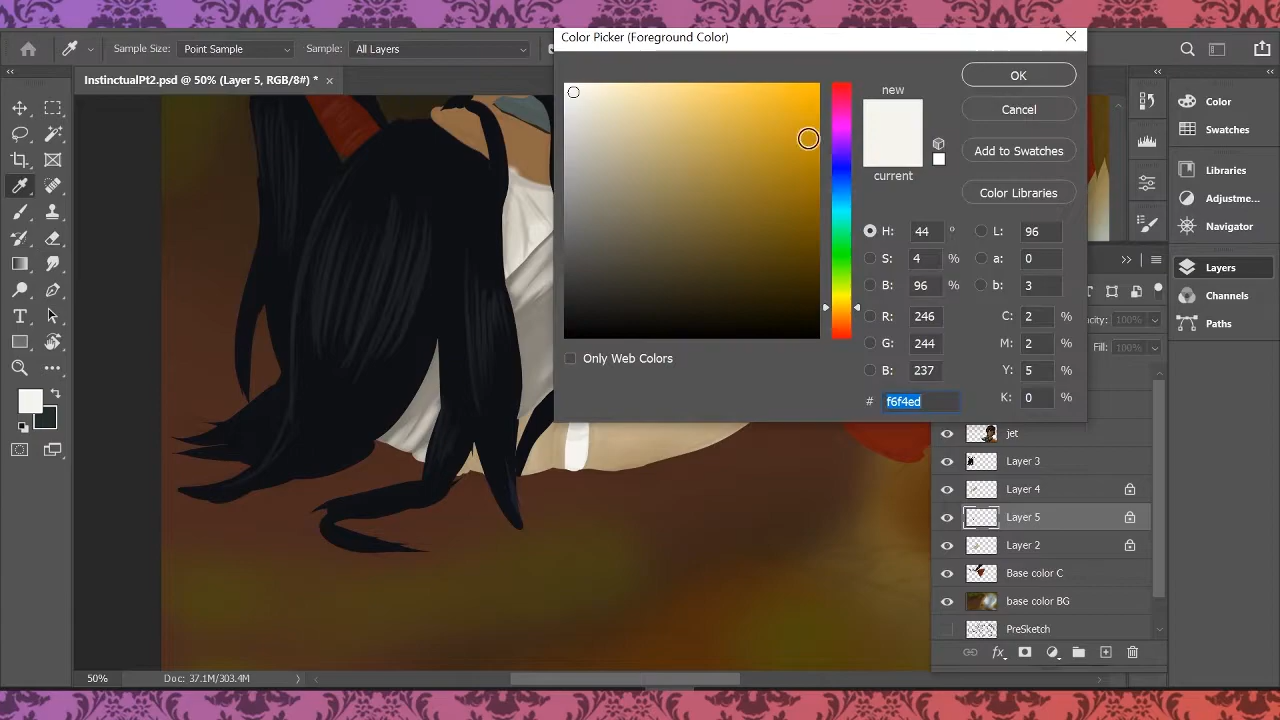 Color Picker (Foreground Color)
Sample Size: Point Sample
Sample: All Layers
InstinctualPt2.psd @ 50% (Layer 5, RGB/8#) *
new
current
OK
Cancel
Add to Swatches
Color Libraries
H: 44 °
S: 4 %
B: 96 %
R: 246
G: 244
B: 237
# f6f4ed
L: 96
a: 0
b: 3
C: 2 %
M: 2 %
Y: 5 %
K: 0 %
Only Web Colors
Color
Swatches
Libraries
Adjustme...
Navigator
Layers
Channels
Paths
100%
Fill: 100%
jet
Layer 3
Layer 4
Layer 5
Layer 2
Base color C
base color BG
PreSketch
fx
50%
Doc: 37.1M/303.4M